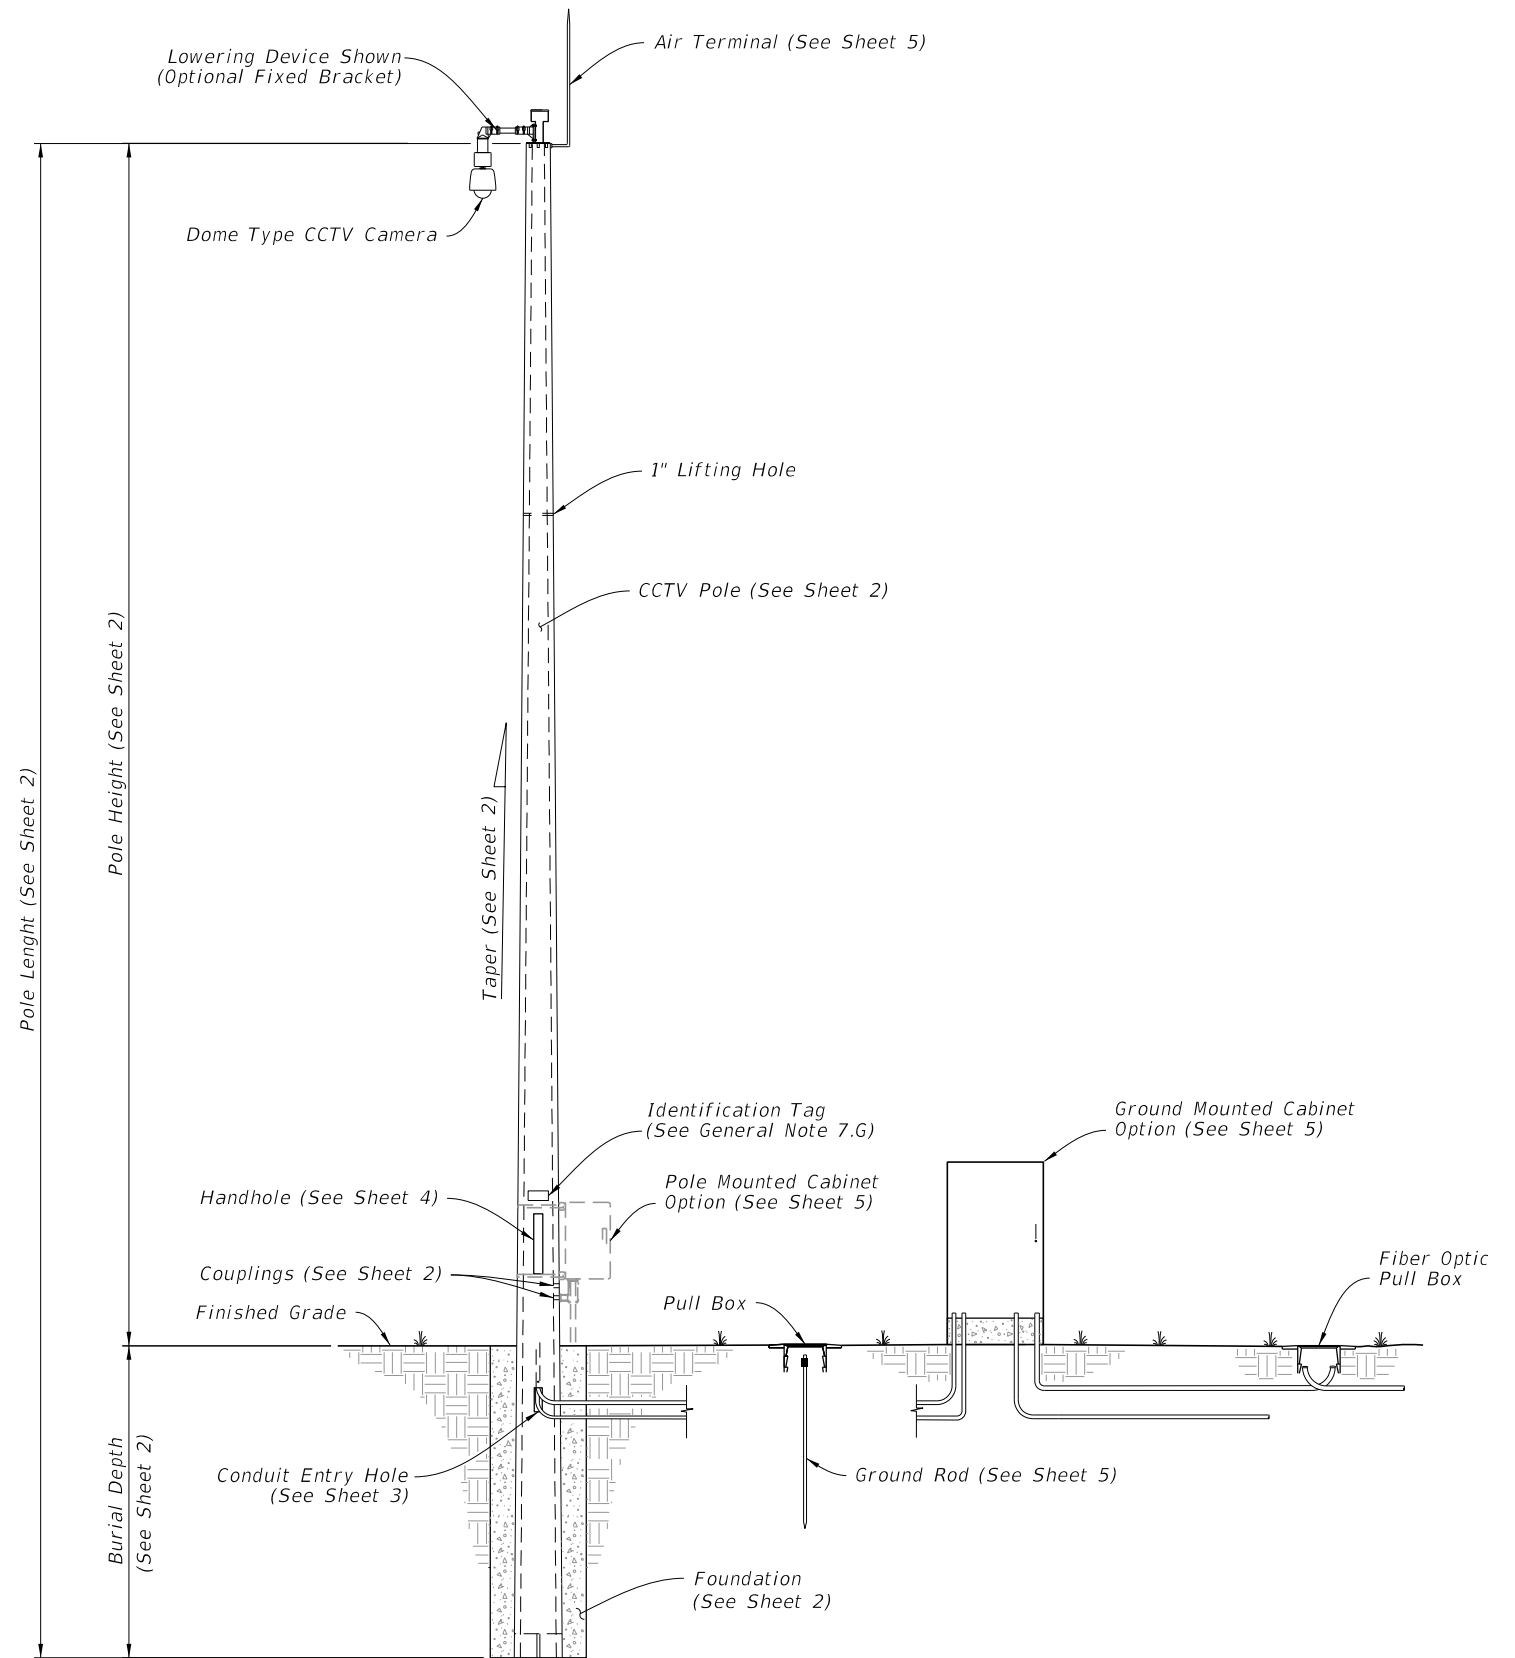 Air Terminal (See Sheet 5)
Lowering Device Shown
(Optional Fixed Bracket)
Dome Type CCTV Camera
1" Lifting Hole
CCTV Pole (See Sheet 2)
Pole Height (See Sheet 2)
Pole Lenght (See Sheet 2)
Taper (See Sheet 2)
Identification Tag
(See General Note 7.G)
Ground Mounted Cabinet
Option (See Sheet 5)
Pole Mounted Cabinet
Option (See Sheet 5)
Handhole (See Sheet 4)
Couplings (See Sheet 2)
Fiber Optic
Pull Box
Pull Box
Finished Grade
Conduit Entry Hole
(See Sheet 3)
Ground Rod (See Sheet 5)
Burial Depth
(See Sheet 2)
Foundation
(See Sheet 2)